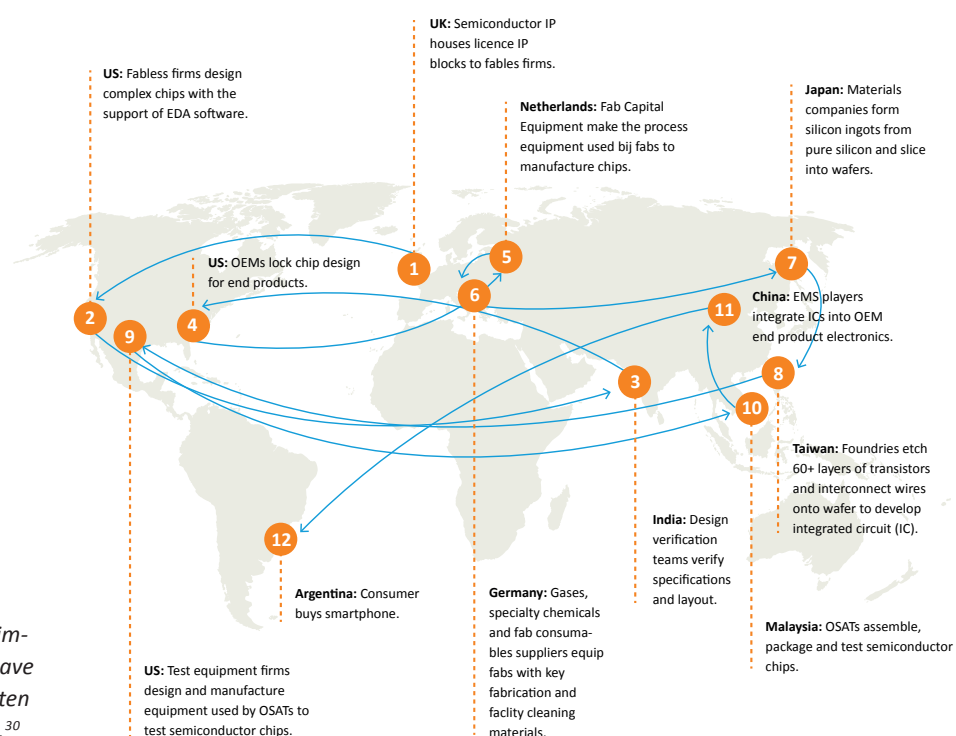 UK: Semiconductor IP
houses licence IP
blocks to fables firms.
US: Fabless firms design
complex chips with the
support of EDA software.
Netherlands: Fab Capital
Equipment make the process
equipment used bij fabs to
manufacture chips.
Japan: Materials
companies form
silicon ingots from
pure silicon and slice
into wafers.
US: OEMs lock chip design
for end products.
1
5
7
6
2
9
4
11
China: EMS players
integrate ICs into OEM
end product electronics.
3
8
10
Taiwan: Foundries etch
60+ layers of transistors
and interconnect wires
onto wafer to develop
integrated circuit (IC).
India: Design
verification
teams verify
specifications
and layout.
12
Argentina: Consumer
buys smartphone.
Germany: Gases,
specialty chemicals
and fab consuma-
bles suppliers equip
fabs with key
fabrication and
faclity cleaning
materials.
Malaysia: OSATs assemble,
package and test semiconductor
chips.
US: Test equipment firms
design and manufacture
equipment used by OSATs to
test semiconductor chips.
im-
ave
ten
30